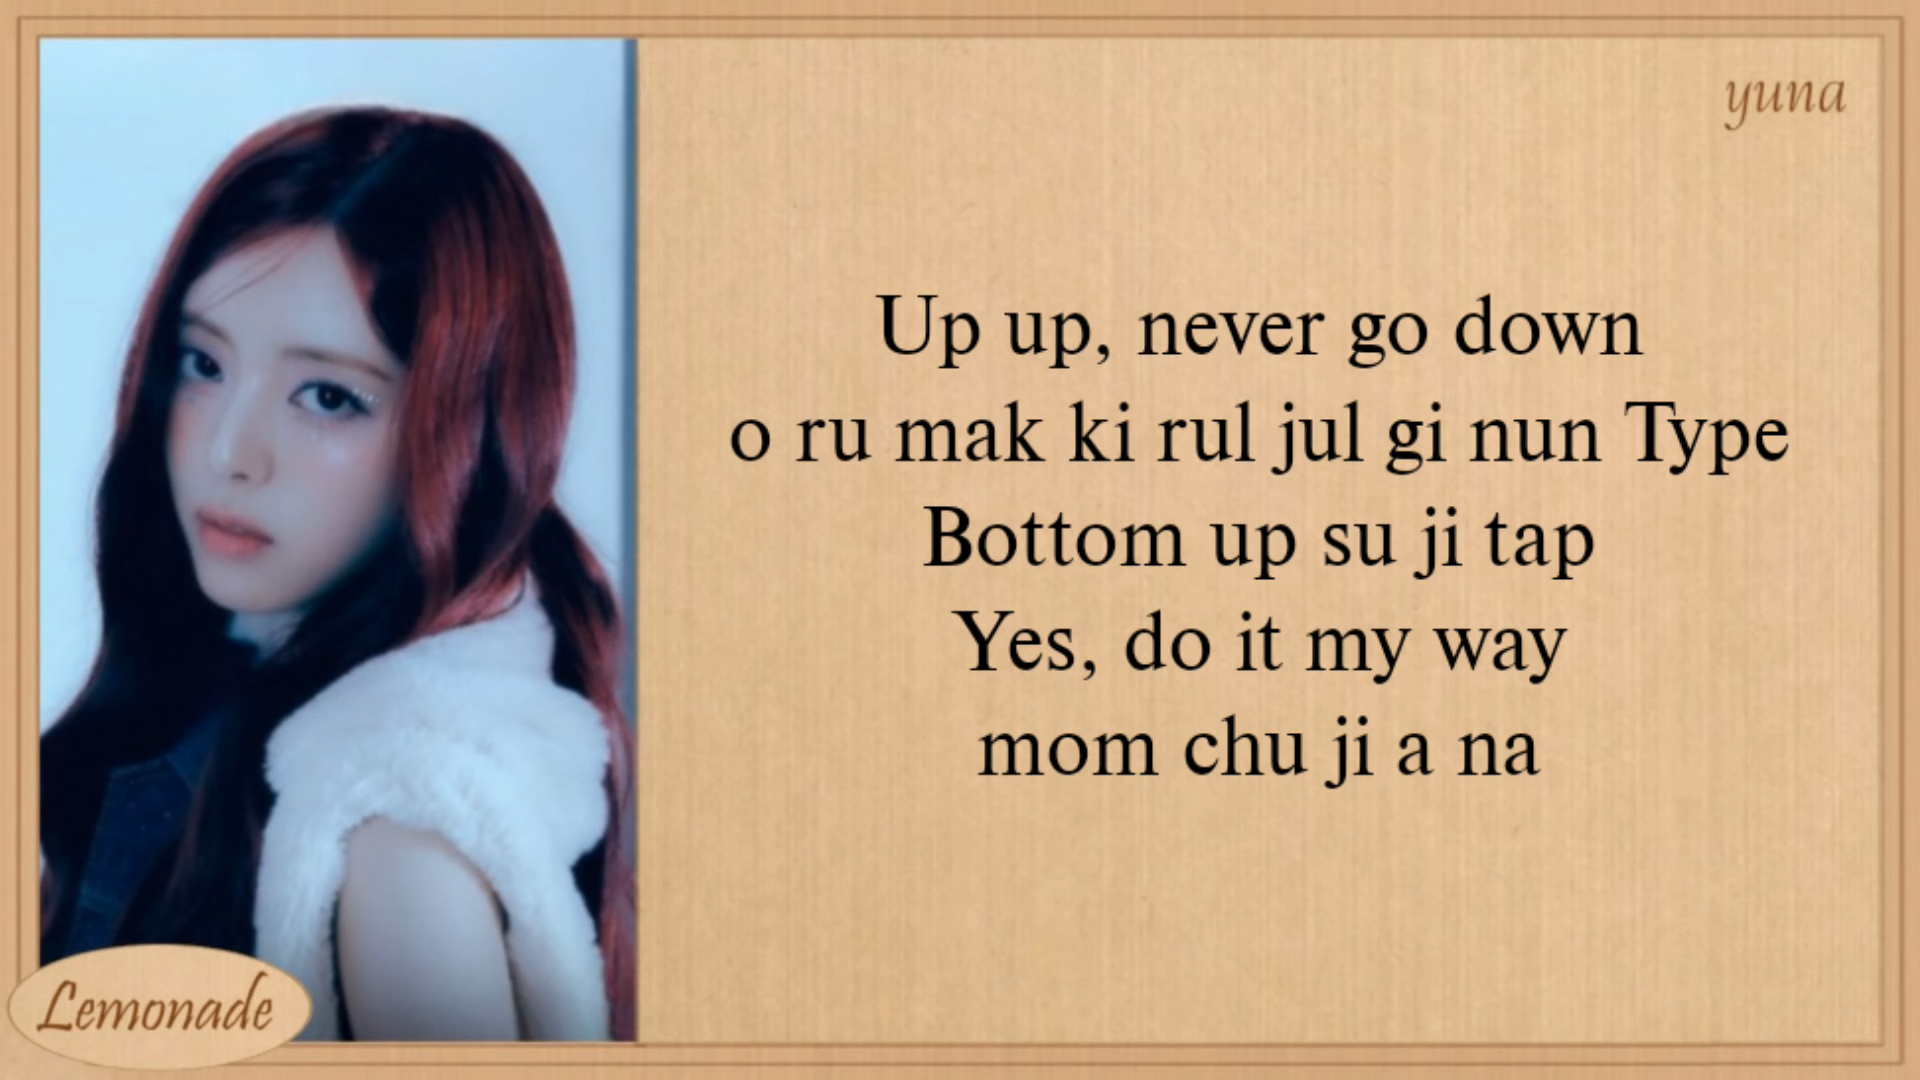 yuna
Up up, never go down
o ru mak ki rul jul gi nun Type
Bottom up su ji tap
Yes, do it my way
mom chu ji a na
Lemonade